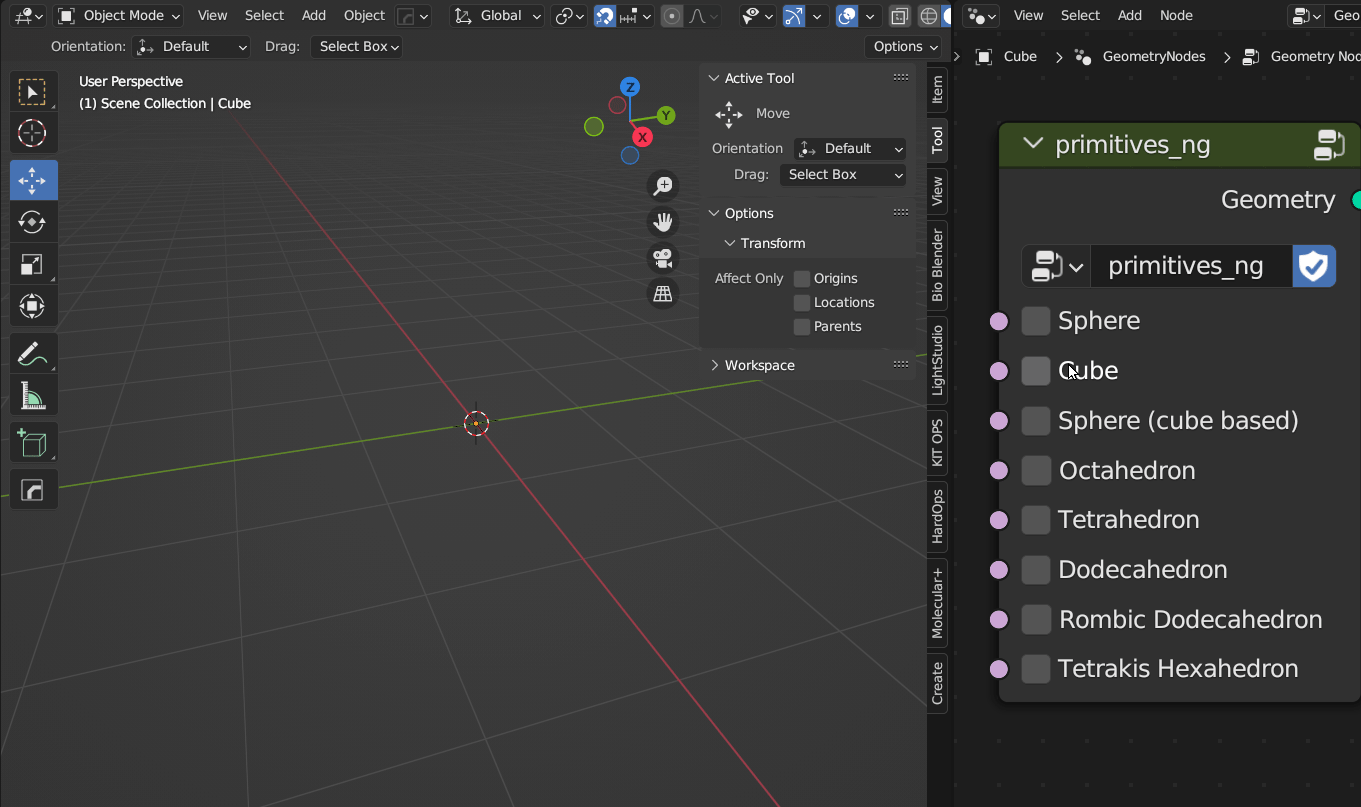 Object Mode View Select Add Object Global
View Select Add Node Geo
Orientation: Default Drag: Select Box Options
Cube GeometryNodes Geometry Nod
User Perspective
(1) Scene Collection | Cube
Z
Y
X
Active Tool
Move
Orientation Default
Drag: Select Box
Options
Transform
Affect Only Origins
Locations
Parents
Workspace
Item
Tool
View
Bio Blender
LightStudio
KIT OPS
HardOps
Molecular+
Create
primitives_ng
Geometry
primitives_ng
Sphere
Cube
Sphere (cube based)
Octahedron
Tetrahedron
Dodecahedron
Rombic Dodecahedron
Tetrakis Hexahedron